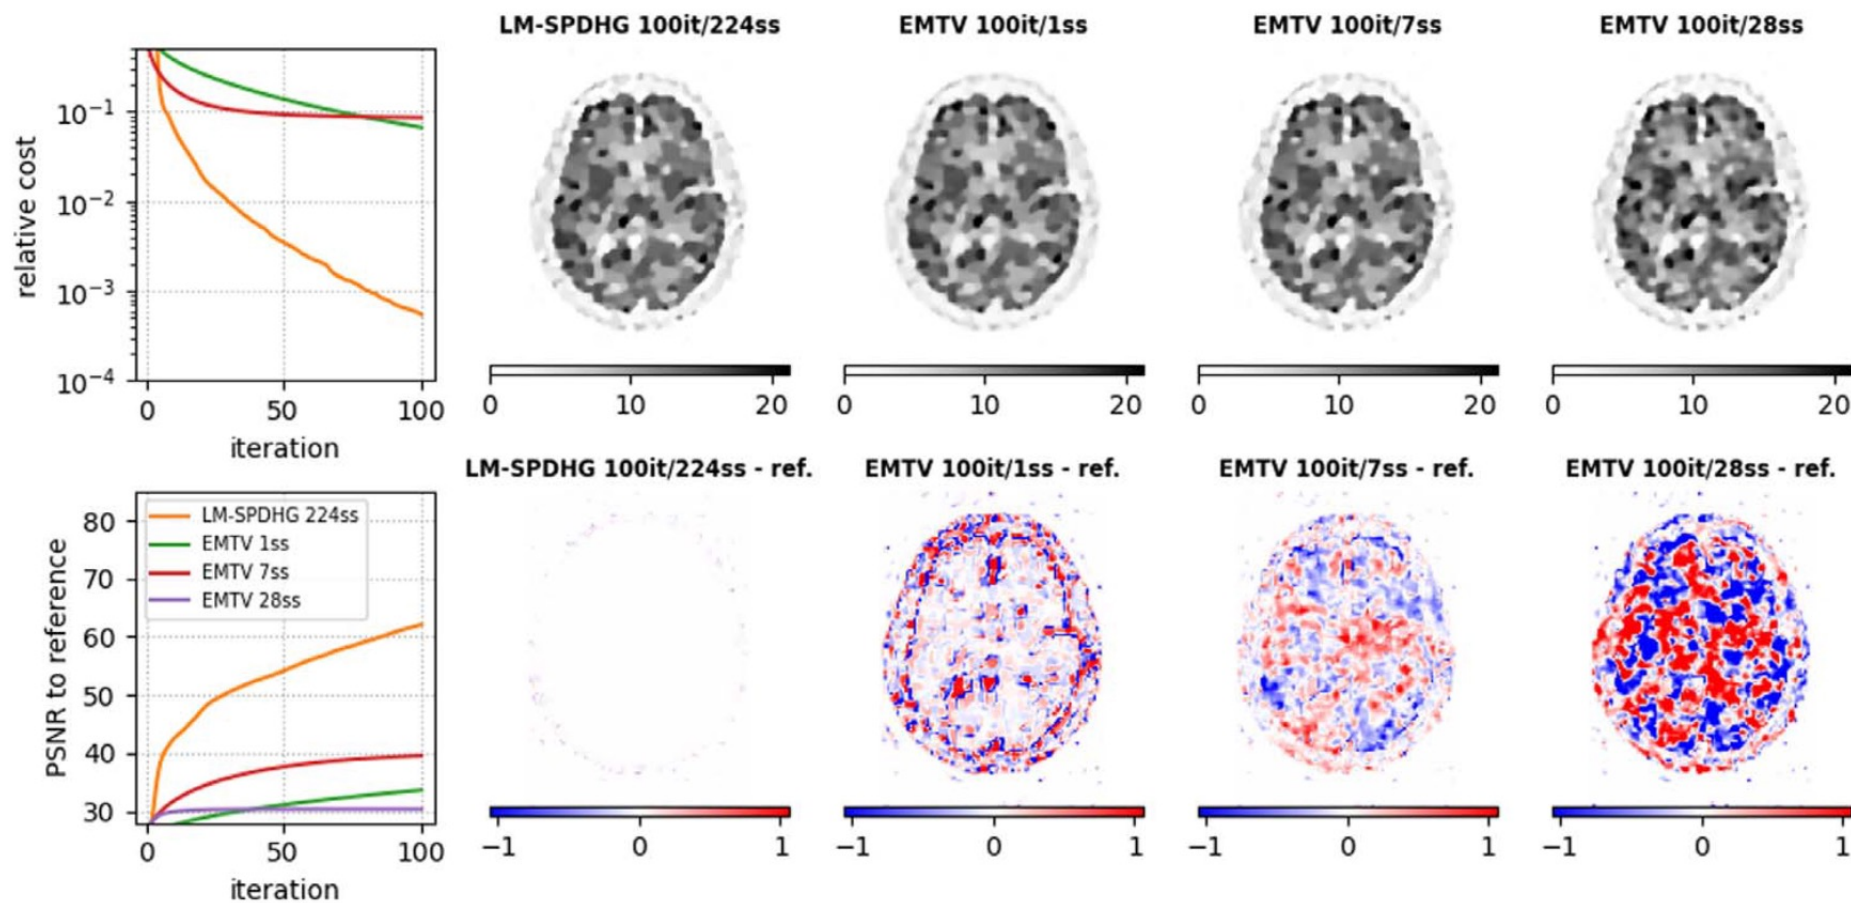 LM-SPDHG 100it/224ss
EMTV 100it/1ss
EMTV 100it/7ss
EMTV 100it/28ss
relative cost
10⁻¹
10⁻²
10⁻³
10⁻⁴
0 50 100
iteration
0 10 20
0 10 20
0 10 20
0 10 20
LM-SPDHG 100it/224ss - ref.
EMTV 100it/1ss - ref.
EMTV 100it/7ss - ref.
EMTV 100it/28ss - ref.
PSNR to reference
80
70
60
50
40
30
LM-SPDHG 224ss
EMTV 1ss
EMTV 7ss
EMTV 28ss
0 50 100
iteration
−1 0 1
−1 0 1
−1 0 1
−1 0 1